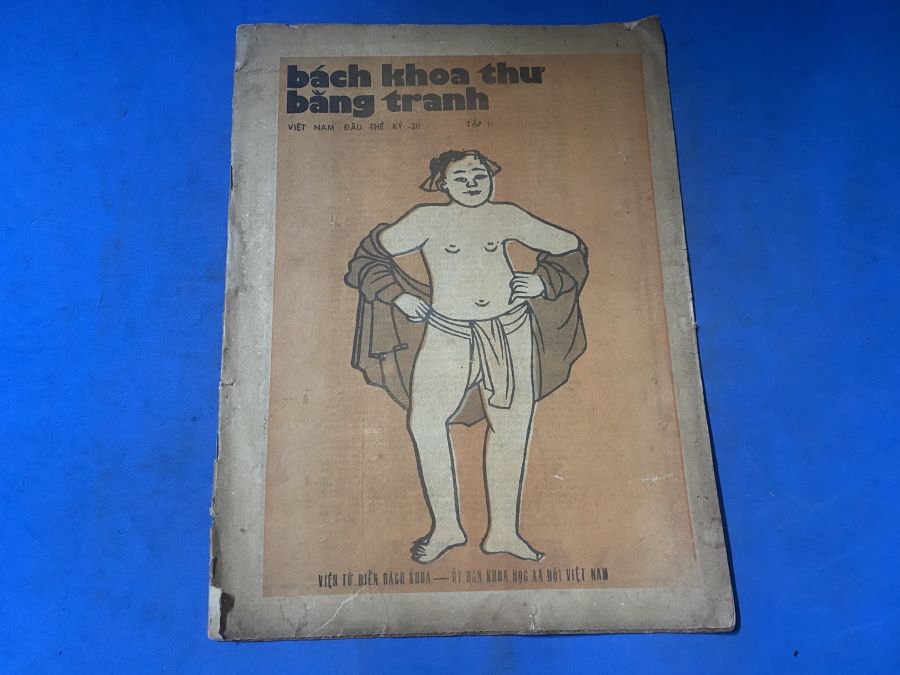 bách khoa thư
bằng tranh
VIỆT NAM ĐẦU THẾ KỶ -20 TẬP I
VIỆN TỪ ĐIỂN BÁCH KHOA — ỦY BAN KHOA HỌC XÃ HỘI VIỆT NAM